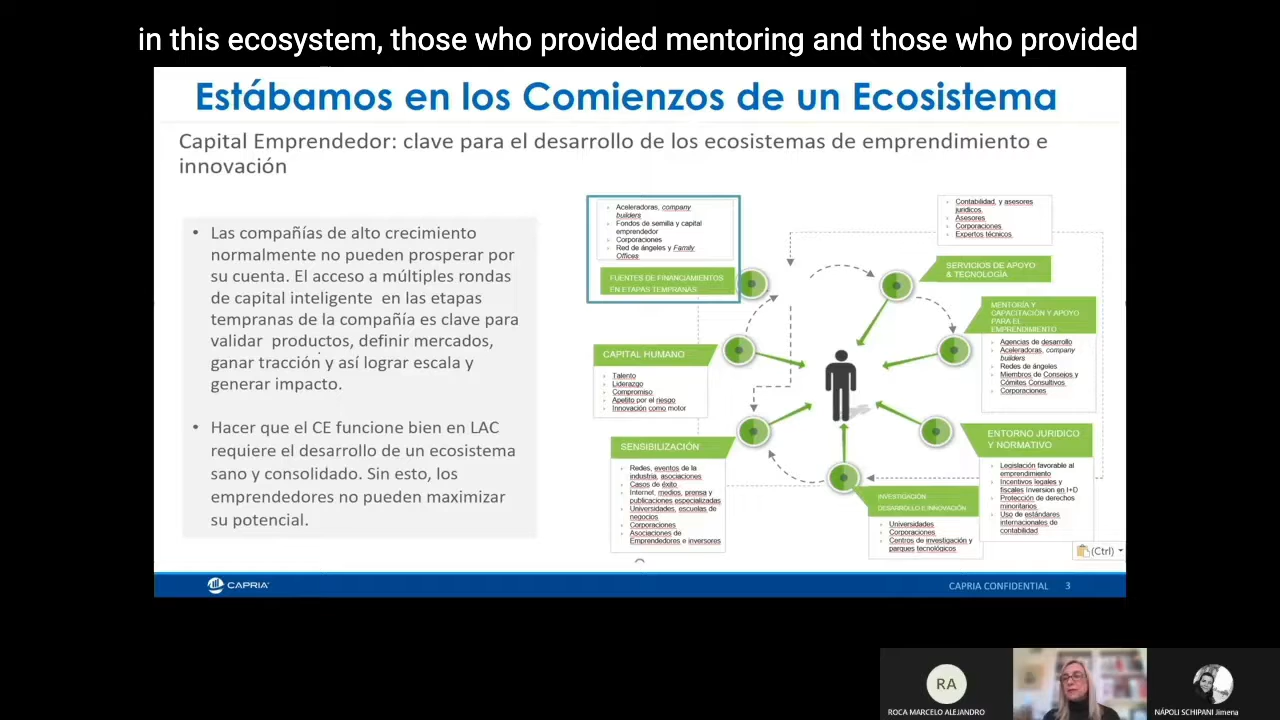 in this ecosystem, those who provided mentoring and those who provided
Estábamos en los Comienzos de un Ecosistema
Capital Emprendedor: clave para el desarrollo de los ecosistemas de emprendimiento e
innovación
• Las compañías de alto crecimiento
normalmente no pueden prosperar por
su cuenta. El acceso a múltiples rondas
de capital inteligente en las etapas
tempranas de la compañía es clave para
validar productos, definir mercados,
ganar tracción y así lograr escala y
generar impacto.
• Hacer que el CE funcione bien en LAC
requiere el desarrollo de un ecosistema
sano y consolidado. Sin esto, los
emprendedores no pueden maximizar
su potencial.
Aceleradoras, company
builders
Fondos de semilla y capital
emprendedor
Corporaciones
Red de ángeles y Family
Offices
FUENTES DE FINANCIAMIENTOS
EN ETAPAS TEMPRANAS
Contabilidad, y asesores
jurídicos
Asesores
Corporaciones
Expertos técnicos
SERVICIOS DE APOYO
& TECNOLOGÍA
MENTORÍA Y
CAPACITACIÓN Y APOYO
PARA EL
EMPRENDIMIENTO
Agencias de desarrollo
Aceleradoras, company
builders
Redes de ángeles
Miembros de Consejos y
Cómites Consultivos
Corporaciones
CAPITAL HUMANO
Talento
Liderazgo
Compromiso
Apetito por el riesgo
Innovación como motor
SENSIBILIZACIÓN
Redes, eventos de la
industria, asociaciones
Casos de éxito
Internet, medios, prensa y
publicaciones especializadas
Universidades, escuelas de
negocios
Corporaciones
Asociaciones de
Emprendedores e inversores
ENTORNO JURIDICO
Y NORMATIVO
Legislación favorable al
emprendimiento
Incentivos legales y
fiscales inversion en I+D
Protección de derechos
minoritarios
Uso de estándares
internacionales de
contabilidad
INVESTIGACIÓN
DESARROLLO E INNOVACIÓN
Universidades
Corporaciones
Centros de investigación y
parques tecnológicos
(Ctrl)
CAPRIA
CAPRIA CONFIDENTIAL 3
RA
ROCA MARCELO ALEJANDRO
NÁPOLI SCHIPANI Jimena